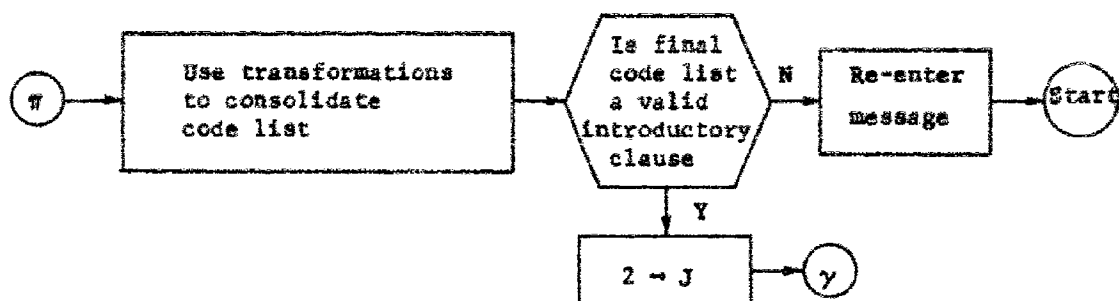 π
Use transformations
to consolidate
code list
Is final
code list
a valid
introductory
clause
N
Re-enter
message
Start
Y
2 → J
γ